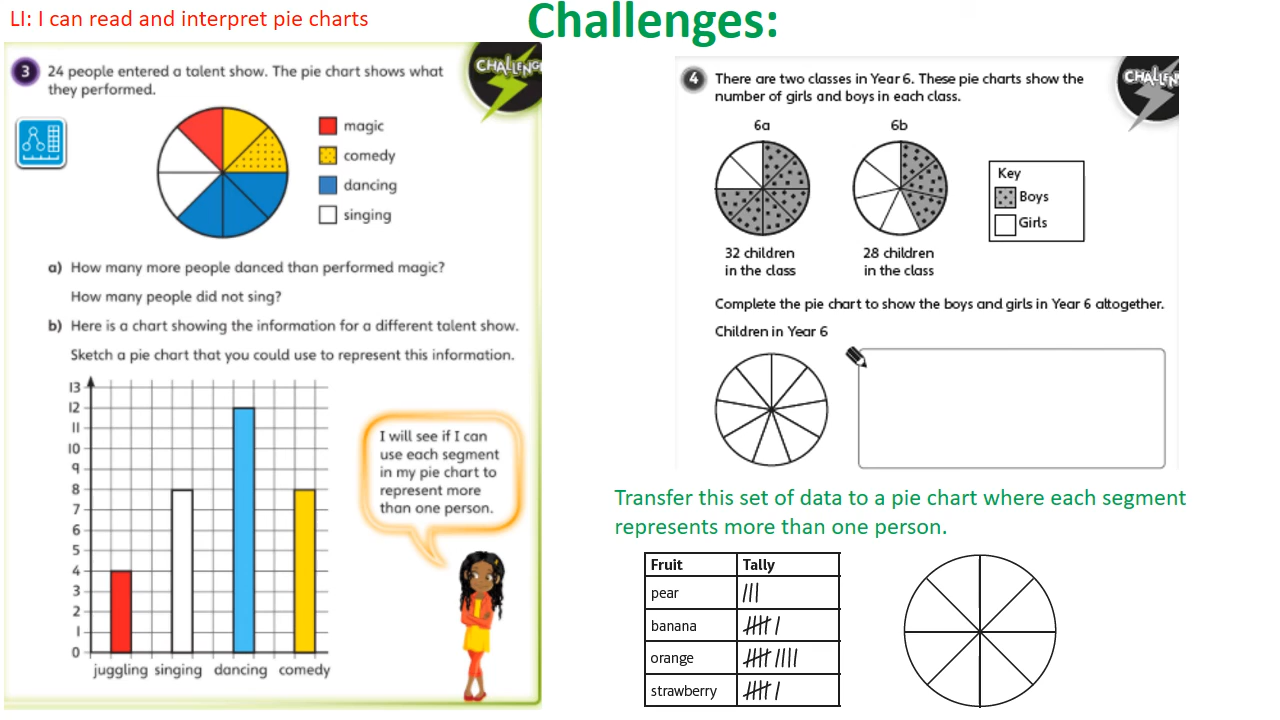 LI: I can read and interpret pie charts
Challenges:
3
24 people entered a talent show. The pie chart shows what
they performed.
CHALLENGE
magic
comedy
dancing
singing
a) How many more people danced than performed magic?
How many people did not sing?
b) Here is a chart showing the information for a different talent show.
Sketch a pie chart that you could use to represent this information.
13
12
11
10
9
8
7
6
5
4
3
2
1
0
juggling singing dancing comedy
I will see if I can
use each segment
in my pie chart to
represent more
than one person.
4
There are two classes in Year 6. These pie charts show the
number of girls and boys in each class.
CHALLEN
6a
6b
Key
Boys
Girls
32 children
in the class
28 children
in the class
Complete the pie chart to show the boys and girls in Year 6 altogether.
Children in Year 6
Transfer this set of data to a pie chart where each segment
represents more than one person.
Fruit Tally
pear
banana
orange
strawberry